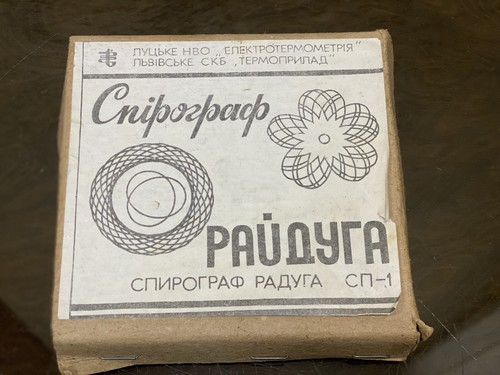 ЛУЦЬКЕ НВО „ЕЛЕКТРОТЕРМОМЕТРІЯ"
ЛЬВІВСЬКЕ СКБ „ТЕРМОПРИЛАД"
Спірограф
РАЙДУГА
СПИРОГРАФ РАДУГА СП-1